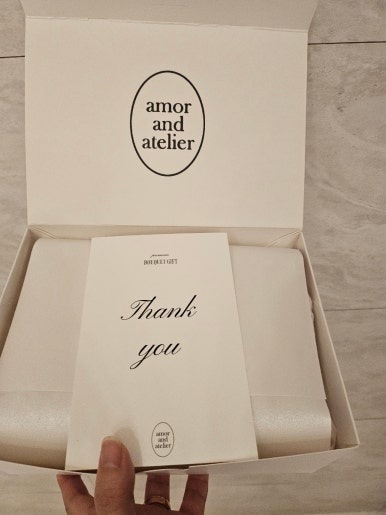 amor
and
atelier
BOUQUET GIFT
Thank
you
amor
and
atelier